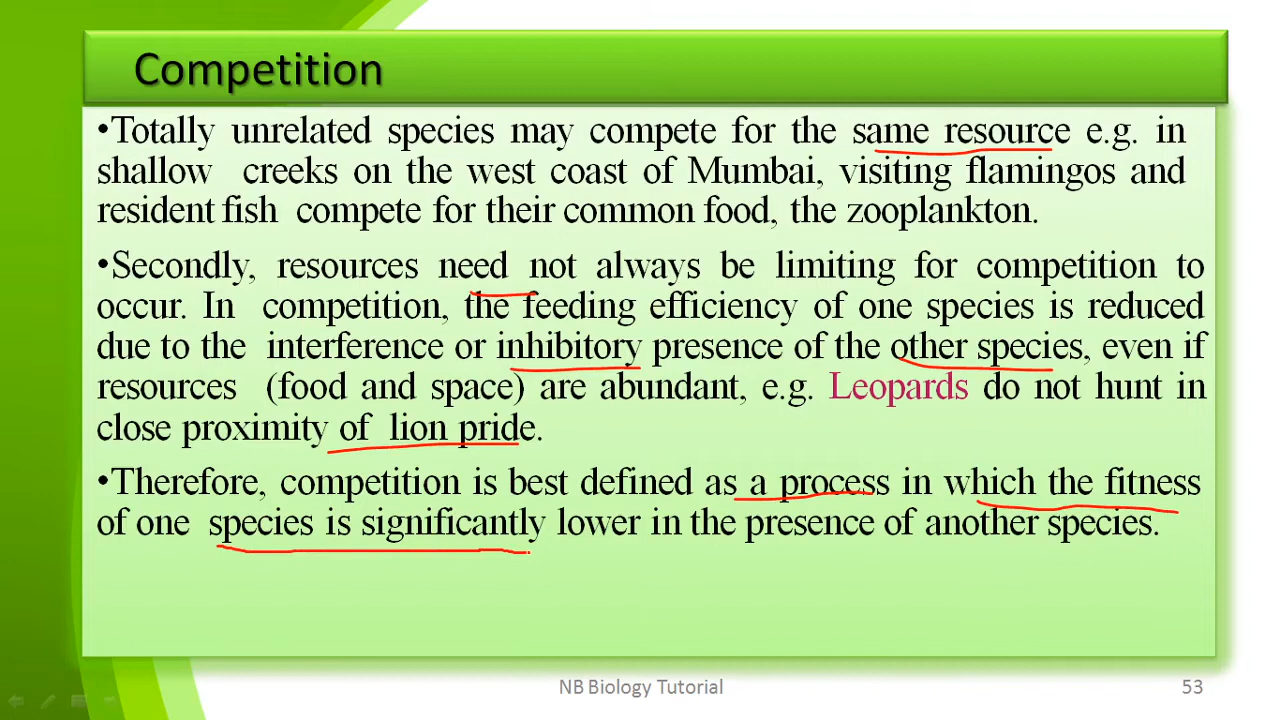 Competition
•Totally unrelated species may compete for the same resource e.g. in
shallow creeks on the west coast of Mumbai, visiting flamingos and
resident fish compete for their common food, the zooplankton.
•Secondly, resources need not always be limiting for competition to
occur. In competition, the feeding efficiency of one species is reduced
due to the interference or inhibitory presence of the other species, even if
resources (food and space) are abundant, e.g. Leopards do not hunt in
close proximity of lion pride.
•Therefore, competition is best defined as a process in which the fitness
of one species is significantly lower in the presence of another species.
NB Biology Tutorial
53